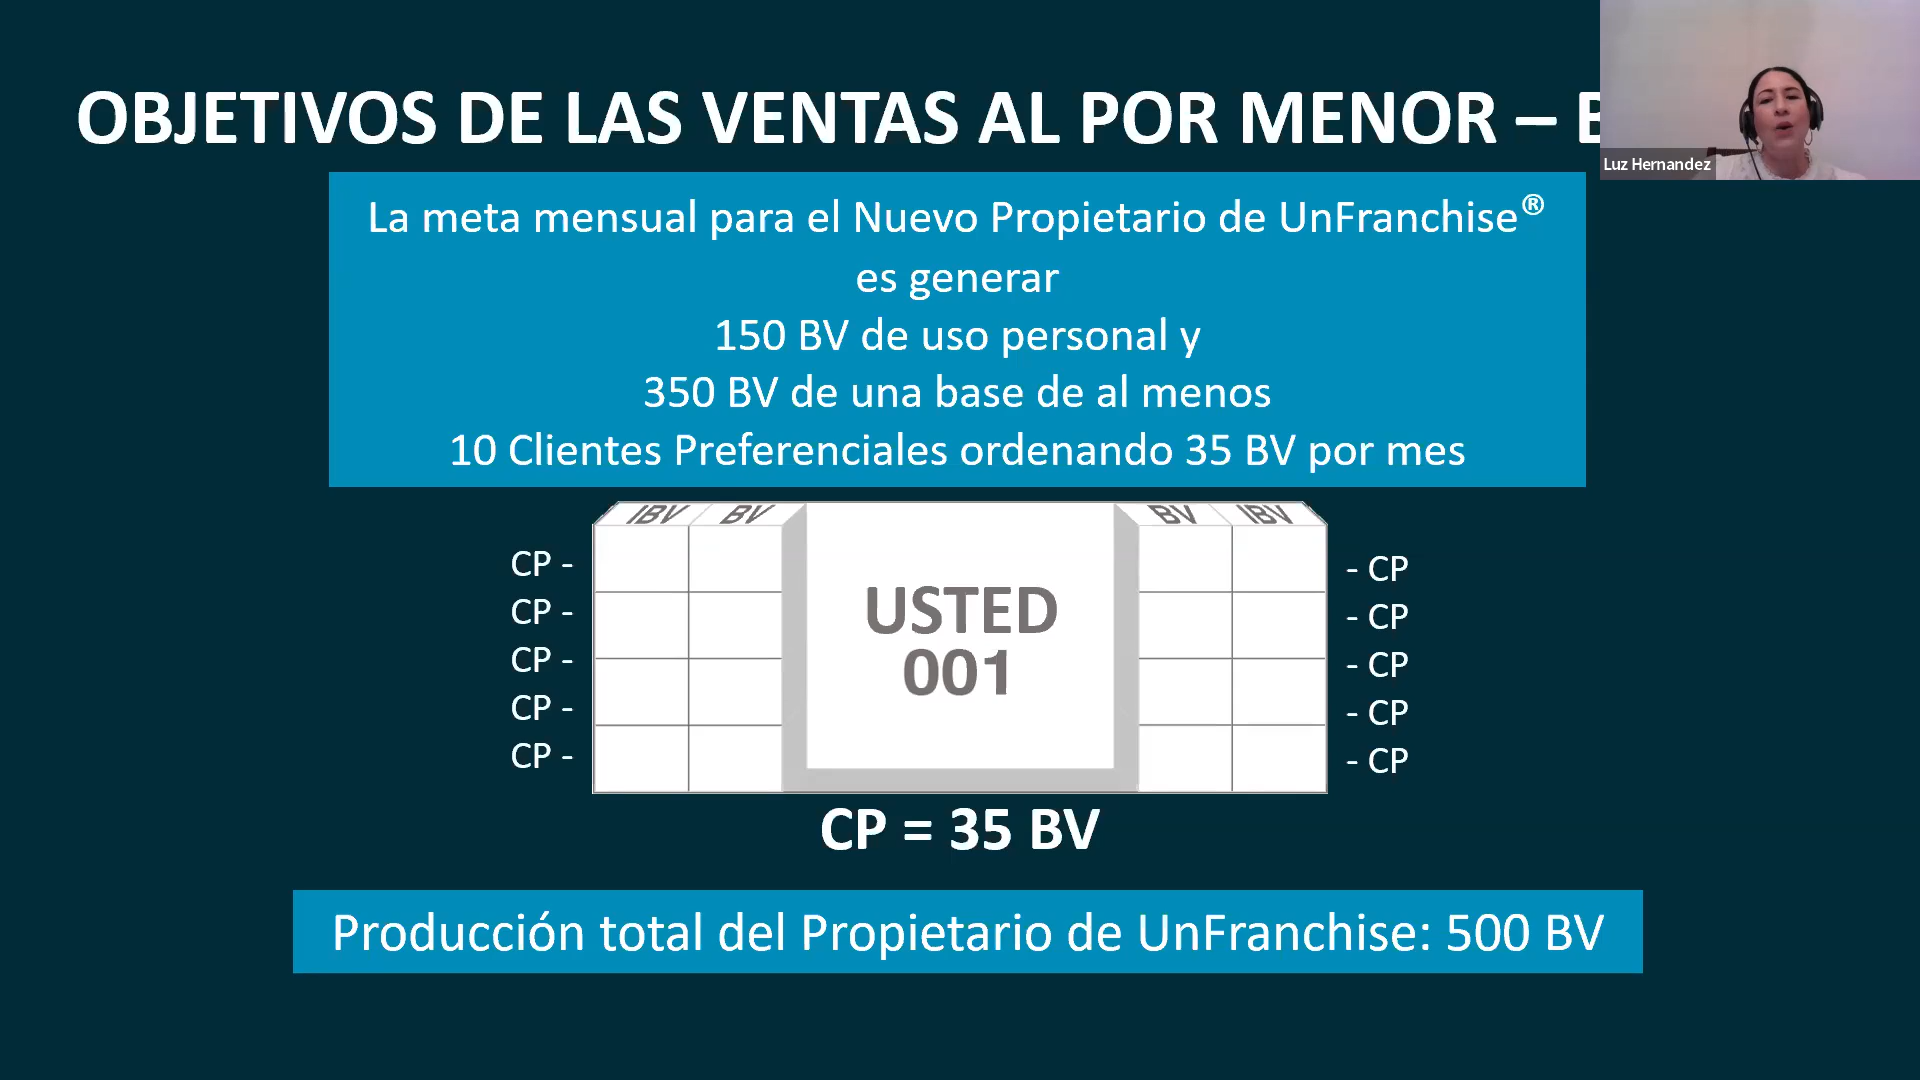 OBJETIVOS DE LAS VENTAS AL POR MENOR –
Luz Hernandez
La meta mensual para el Nuevo Propietario de UnFranchise®
es generar
150 BV de uso personal y
350 BV de una base de al menos
10 Clientes Preferenciales ordenando 35 BV por mes
IBV BV BV IBV
CP - - CP
CP - - CP
CP - - CP
CP - - CP
CP - - CP
USTED
001
CP = 35 BV
Producción total del Propietario de UnFranchise: 500 BV